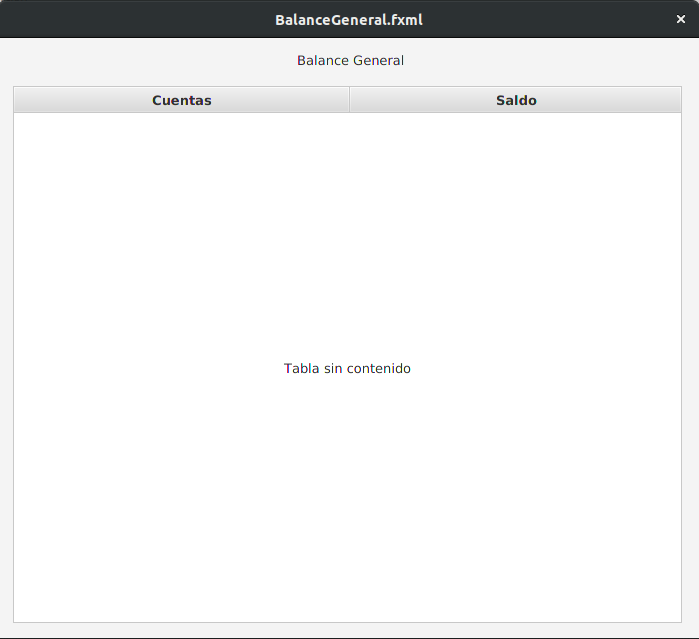 BalanceGeneral.fxml
Balance General
Cuentas Saldo
Tabla sin contenido